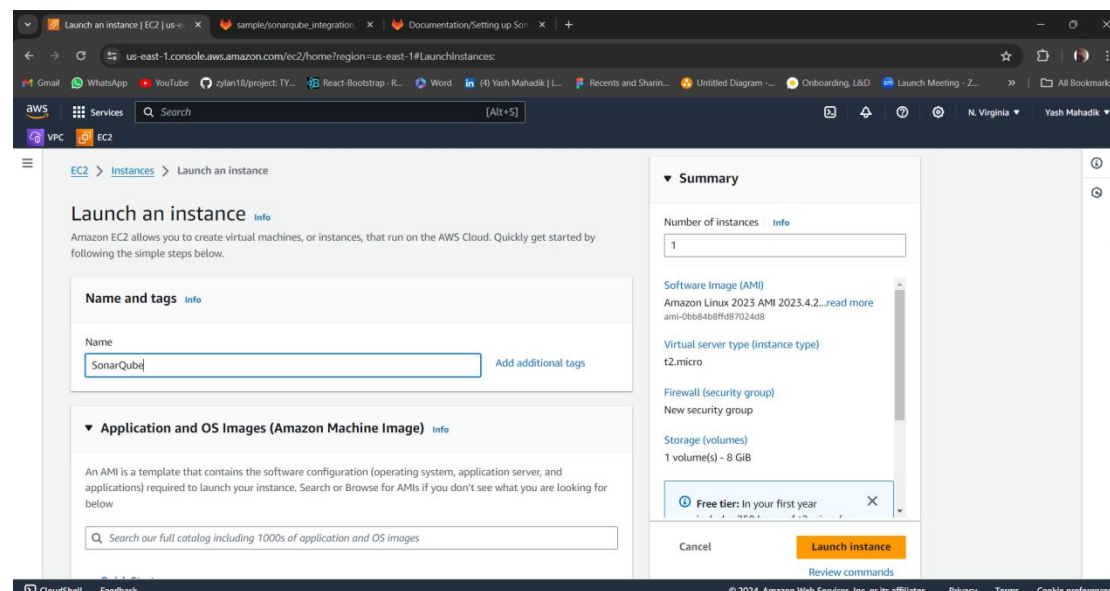 Launch an instance | EC2 | us-e
sample/sonarqube_integration
Documentation/Setting up Son
us-east-1.console.aws.amazon.com/ec2/home?region=us-east-1#LaunchInstances:
Gmail WhatsApp YouTube zylan18/project: TY... React-Bootstrap · R... Word (4) Yash Mahadik | L... Recents and Sharin... Untitled Diagram -... Onboarding, L&D Launch Meeting - Z... » All Bookmark
aws Services Search [Alt+S] N. Virginia Yash Mahadik
VPC EC2
EC2 > Instances > Launch an instance
Launch an instance Info
Amazon EC2 allows you to create virtual machines, or instances, that run on the AWS Cloud. Quickly get started by
following the simple steps below.
Name and tags Info
Name
SonarQube
Add additional tags
Application and OS Images (Amazon Machine Image) Info
An AMI is a template that contains the software configuration (operating system, application server, and
applications) required to launch your instance. Search or Browse for AMIs if you don't see what you are looking for
below
Search our full catalog including 1000s of application and OS images
Summary
Number of instances Info
1
Software Image (AMI)
Amazon Linux 2023 AMI 2023.4.2...read more
ami-0bb84b8ffd87024d8
Virtual server type (instance type)
t2.micro
Firewall (security group)
New security group
Storage (volumes)
1 volume(s) - 8 GiB
Free tier: In your first year
Cancel
Launch instance
Review commands
CloudShell Feedback © 2024, Amazon Web Services, Inc. or its affiliates. Privacy Terms Cookie preference